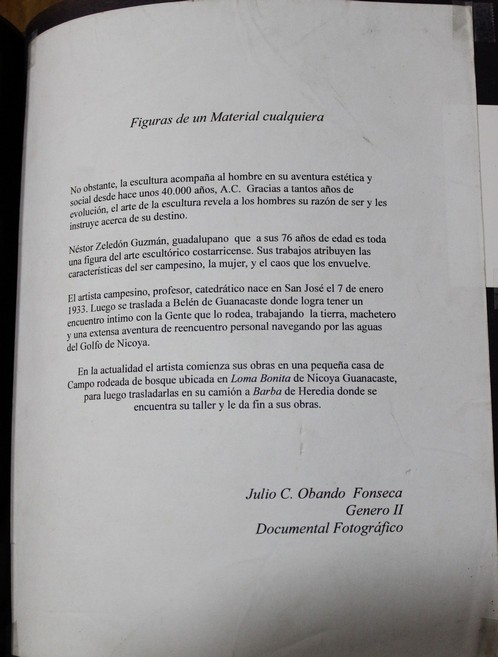 Figuras de un Material cualquiera
No obstante, la escultura acompaña al hombre en su aventura estética y
social desde hace unos 40.000 años, A.C. Gracias a tantos años de
evolución, el arte de la escultura revela a los hombres su razón de ser y les
instruye acerca de su destino.
Néstor Zeledón Guzmán, guadalupano que a sus 76 años de edad es toda
una figura del arte escultórico costarricense. Sus trabajos atribuyen las
características del ser campesino, la mujer, y el caos que los envuelve.
El artista campesino, profesor, catedrático nace en San José el 7 de enero
1933. Luego se traslada a Belén de Guanacaste donde logra tener un
encuentro intimo con la Gente que lo rodea, trabajando la tierra, machetero
y una extensa aventura de reencuentro personal navegando por las aguas
del Golfo de Nicoya.
En la actualidad el artista comienza sus obras en una pequeña casa de
Campo rodeada de bosque ubicada en Loma Bonita de Nicoya Guanacaste,
para luego trasladarlas en su camión a Barba de Heredia donde se
encuentra su taller y le da fin a sus obras.
Julio C. Obando Fonseca
Genero II
Documental Fotográfico